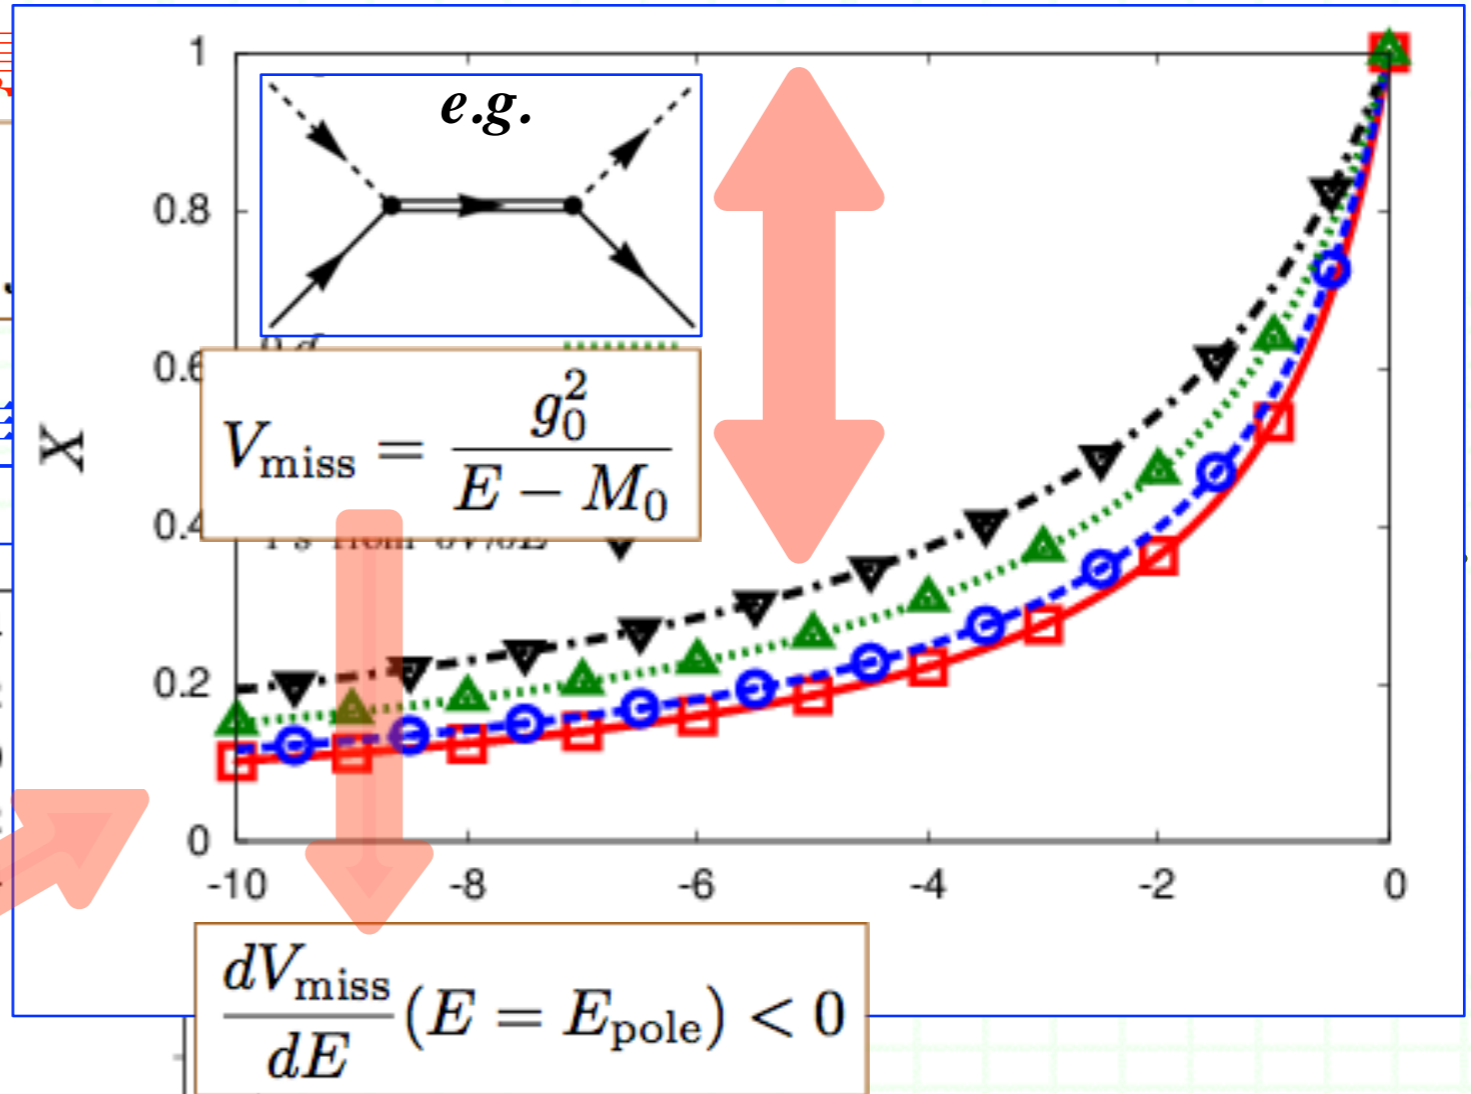 1
e.g.
0.8
0.6
V_miss = g_0^2 / (E − M_0)
X
0.4
0.2
0
-10 -8 -6 -4 -2 0
dV_miss / dE (E = E_pole) < 0